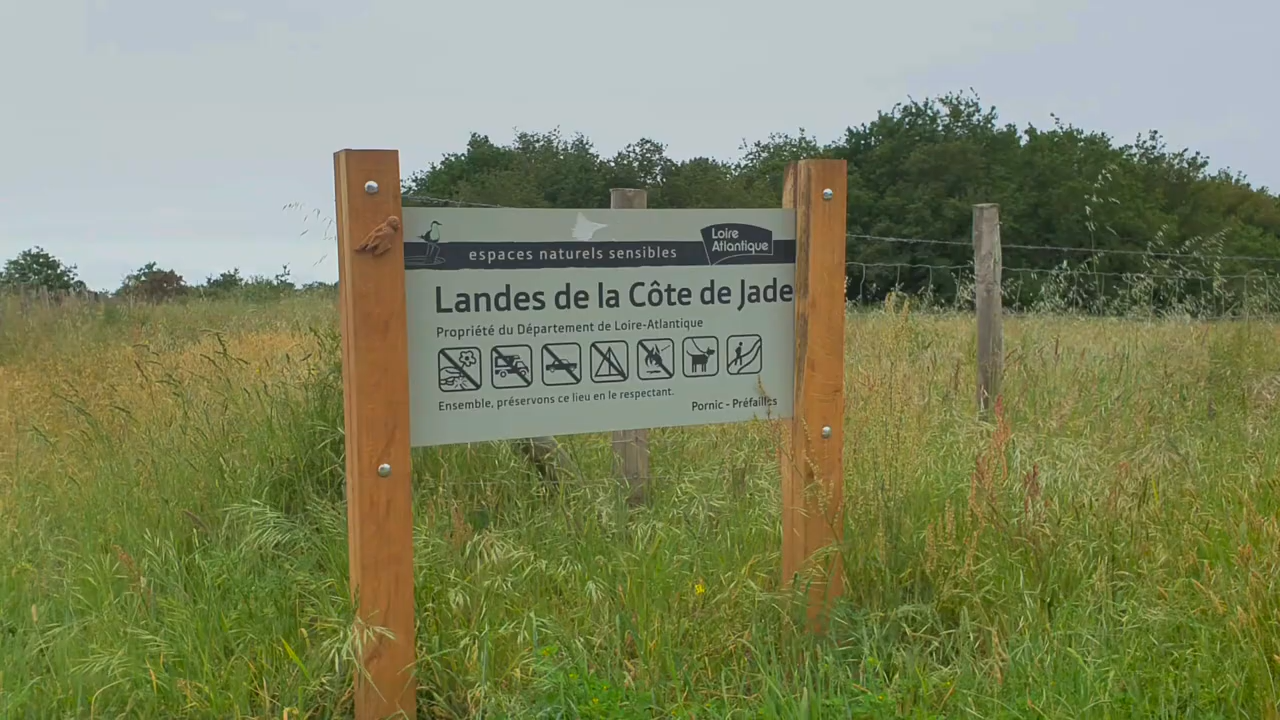 espaces naturels sensibles
Loire
Atlantique
Landes de la Côte de Jade
Propriété du Département de Loire-Atlantique
Ensemble, préservons ce lieu en le respectant.
Pornic - Préfailles